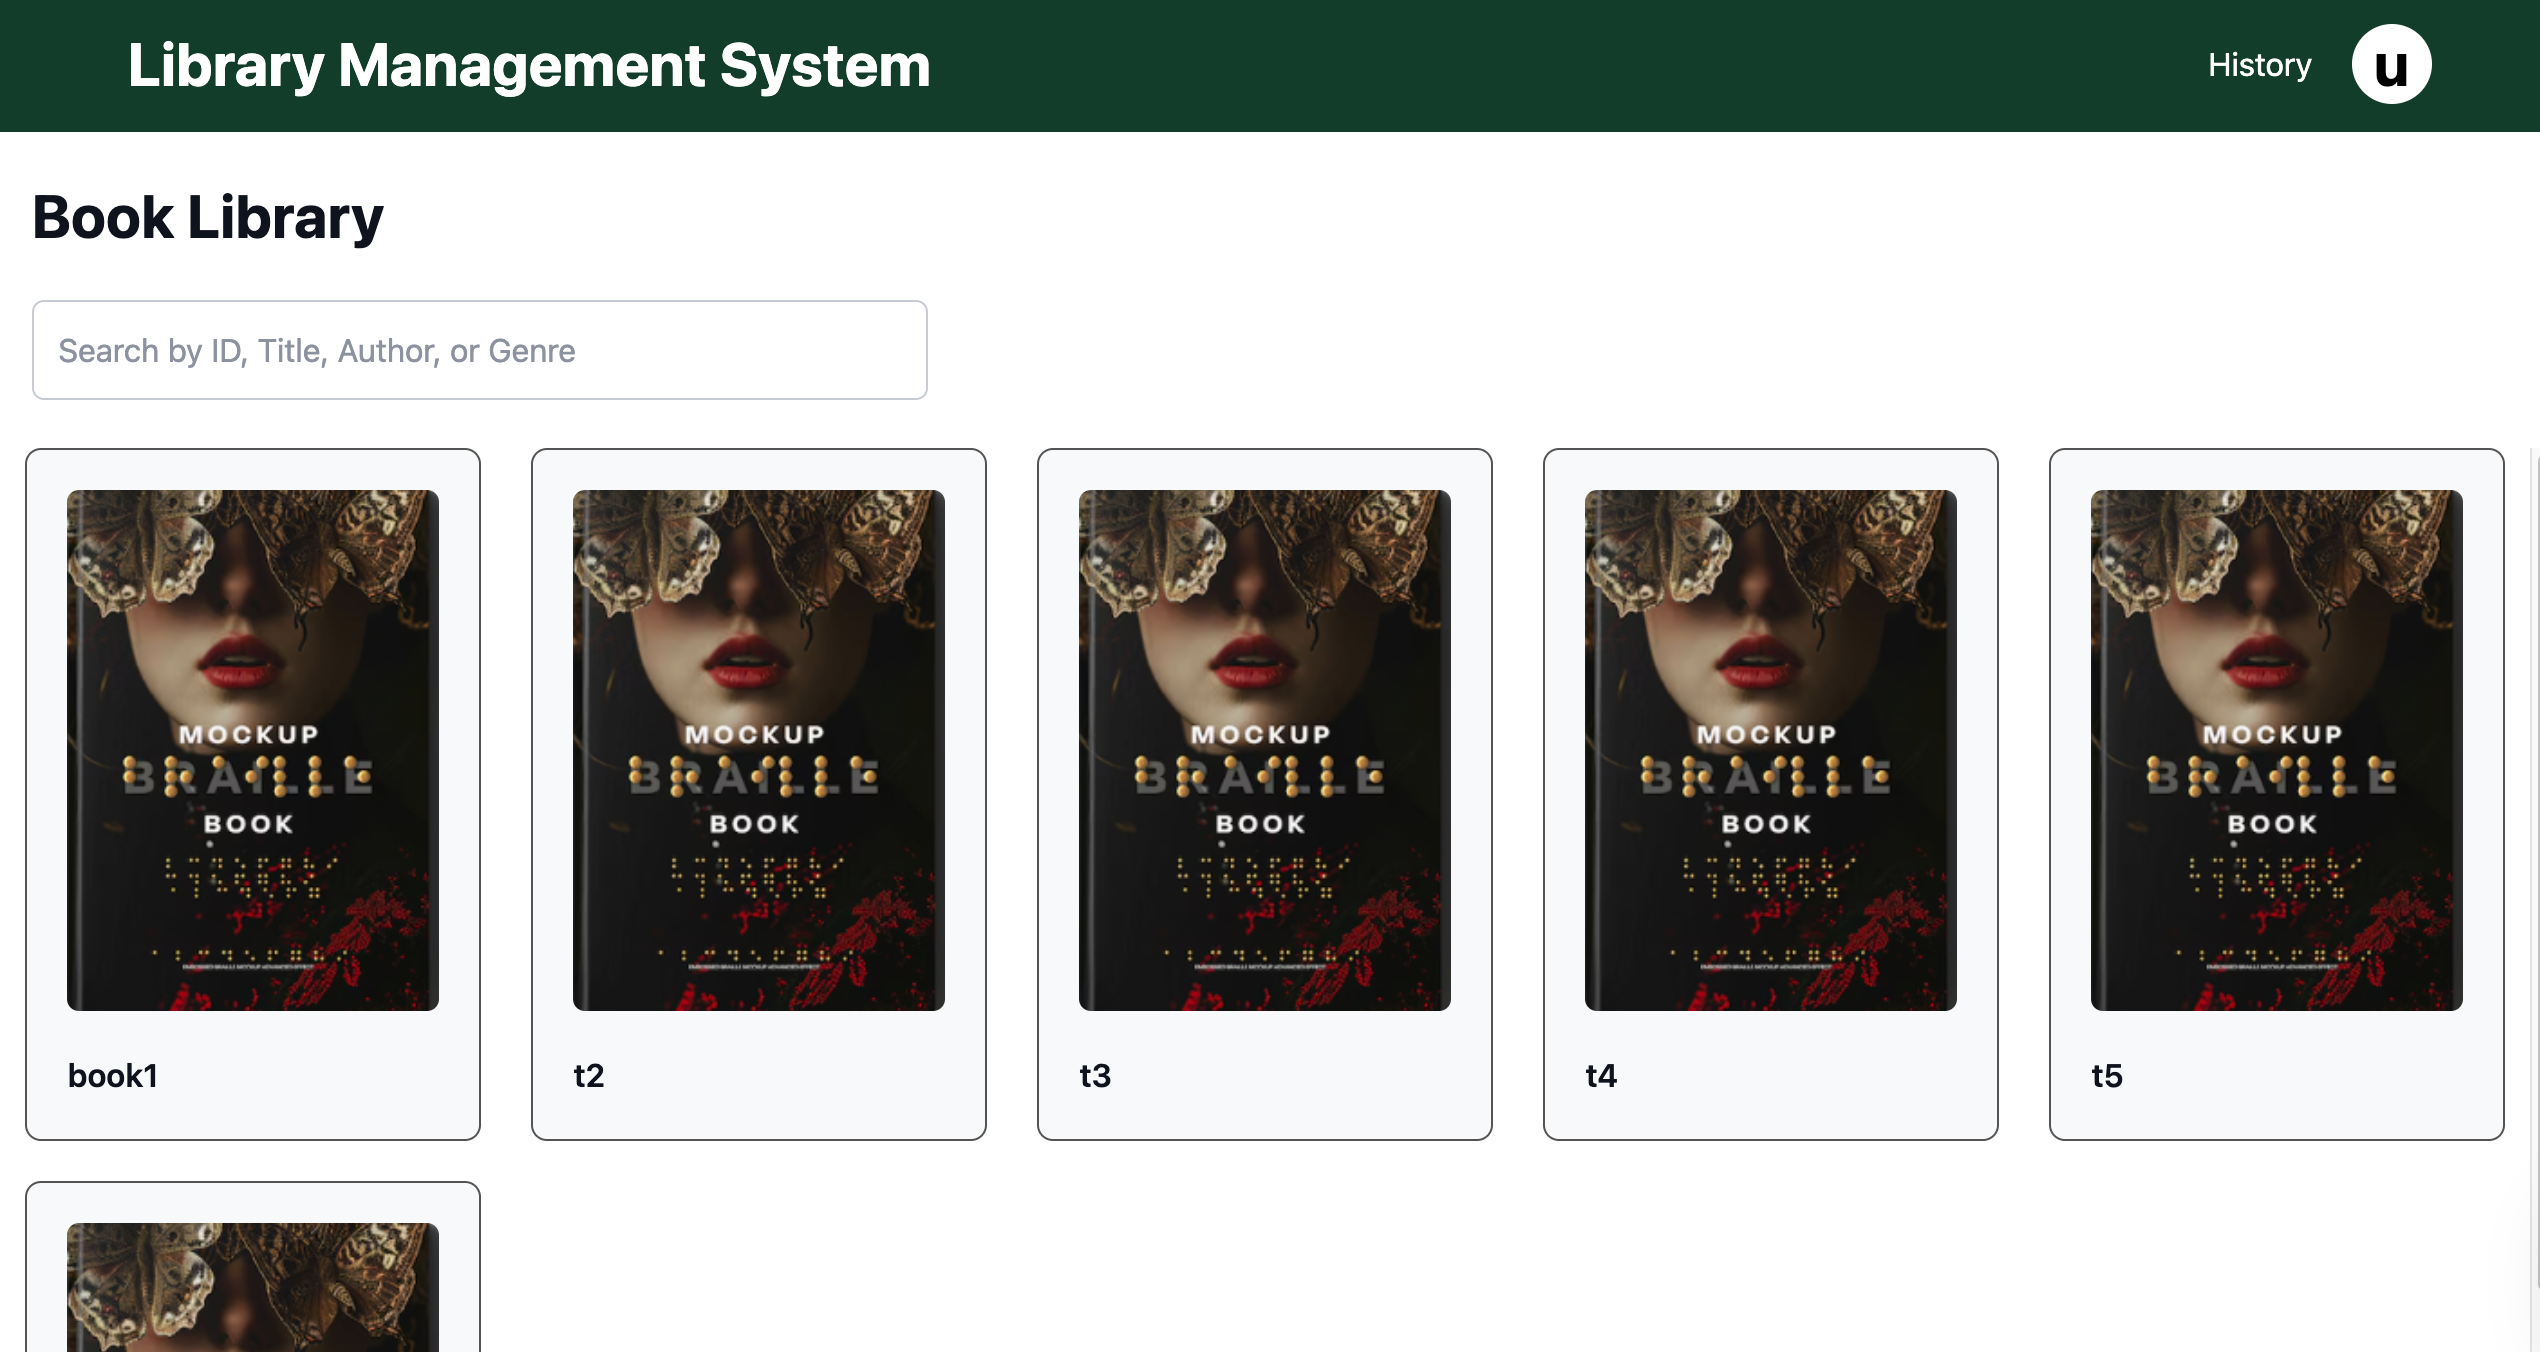 Library Management System
History
u
Book Library
Search by ID, Title, Author, or Genre
MOCKUP
BRAILLE
BOOK
MOCKUP
BRAILLE
BOOK
MOCKUP
BRAILLE
BOOK
MOCKUP
BRAILLE
BOOK
MOCKUP
BRAILLE
BOOK
book1
t2
t3
t4
t5